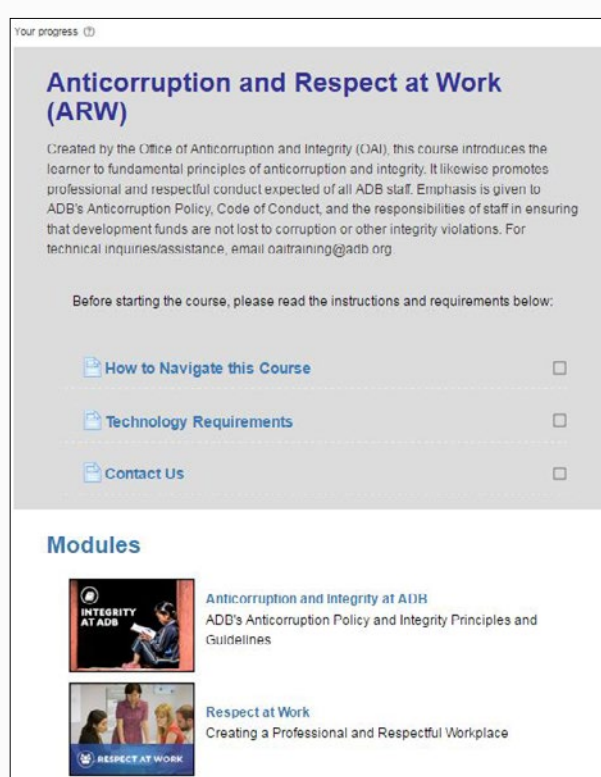 Your progress
Anticorruption and Respect at Work
(ARW)
Created by the Office of Anticorruption and Integrity (OAI), this course introduces the
learner to fundamental principles of anticorruption and integrity. It likewise promotes
professional and respectful conduct expected of all ADB staff. Emphasis is given to
ADB's Anticorruption Policy, Code of Conduct, and the responsibilities of staff in ensuring
that development funds are not lost to corruption or other integrity violations. For
technical inquiries/assistance, email oaitraining@adb.org.
Before starting the course, please read the instructions and requirements below:
How to Navigate this Course
Technology Requirements
Contact Us
Modules
INTEGRITY
AT ADB
Anticorruption and Integrity at ADB
ADB's Anticorruption Policy and Integrity Principles and
Guidelines
RESPECT AT WORK
Respect at Work
Creating a Professional and Respectful Workplace